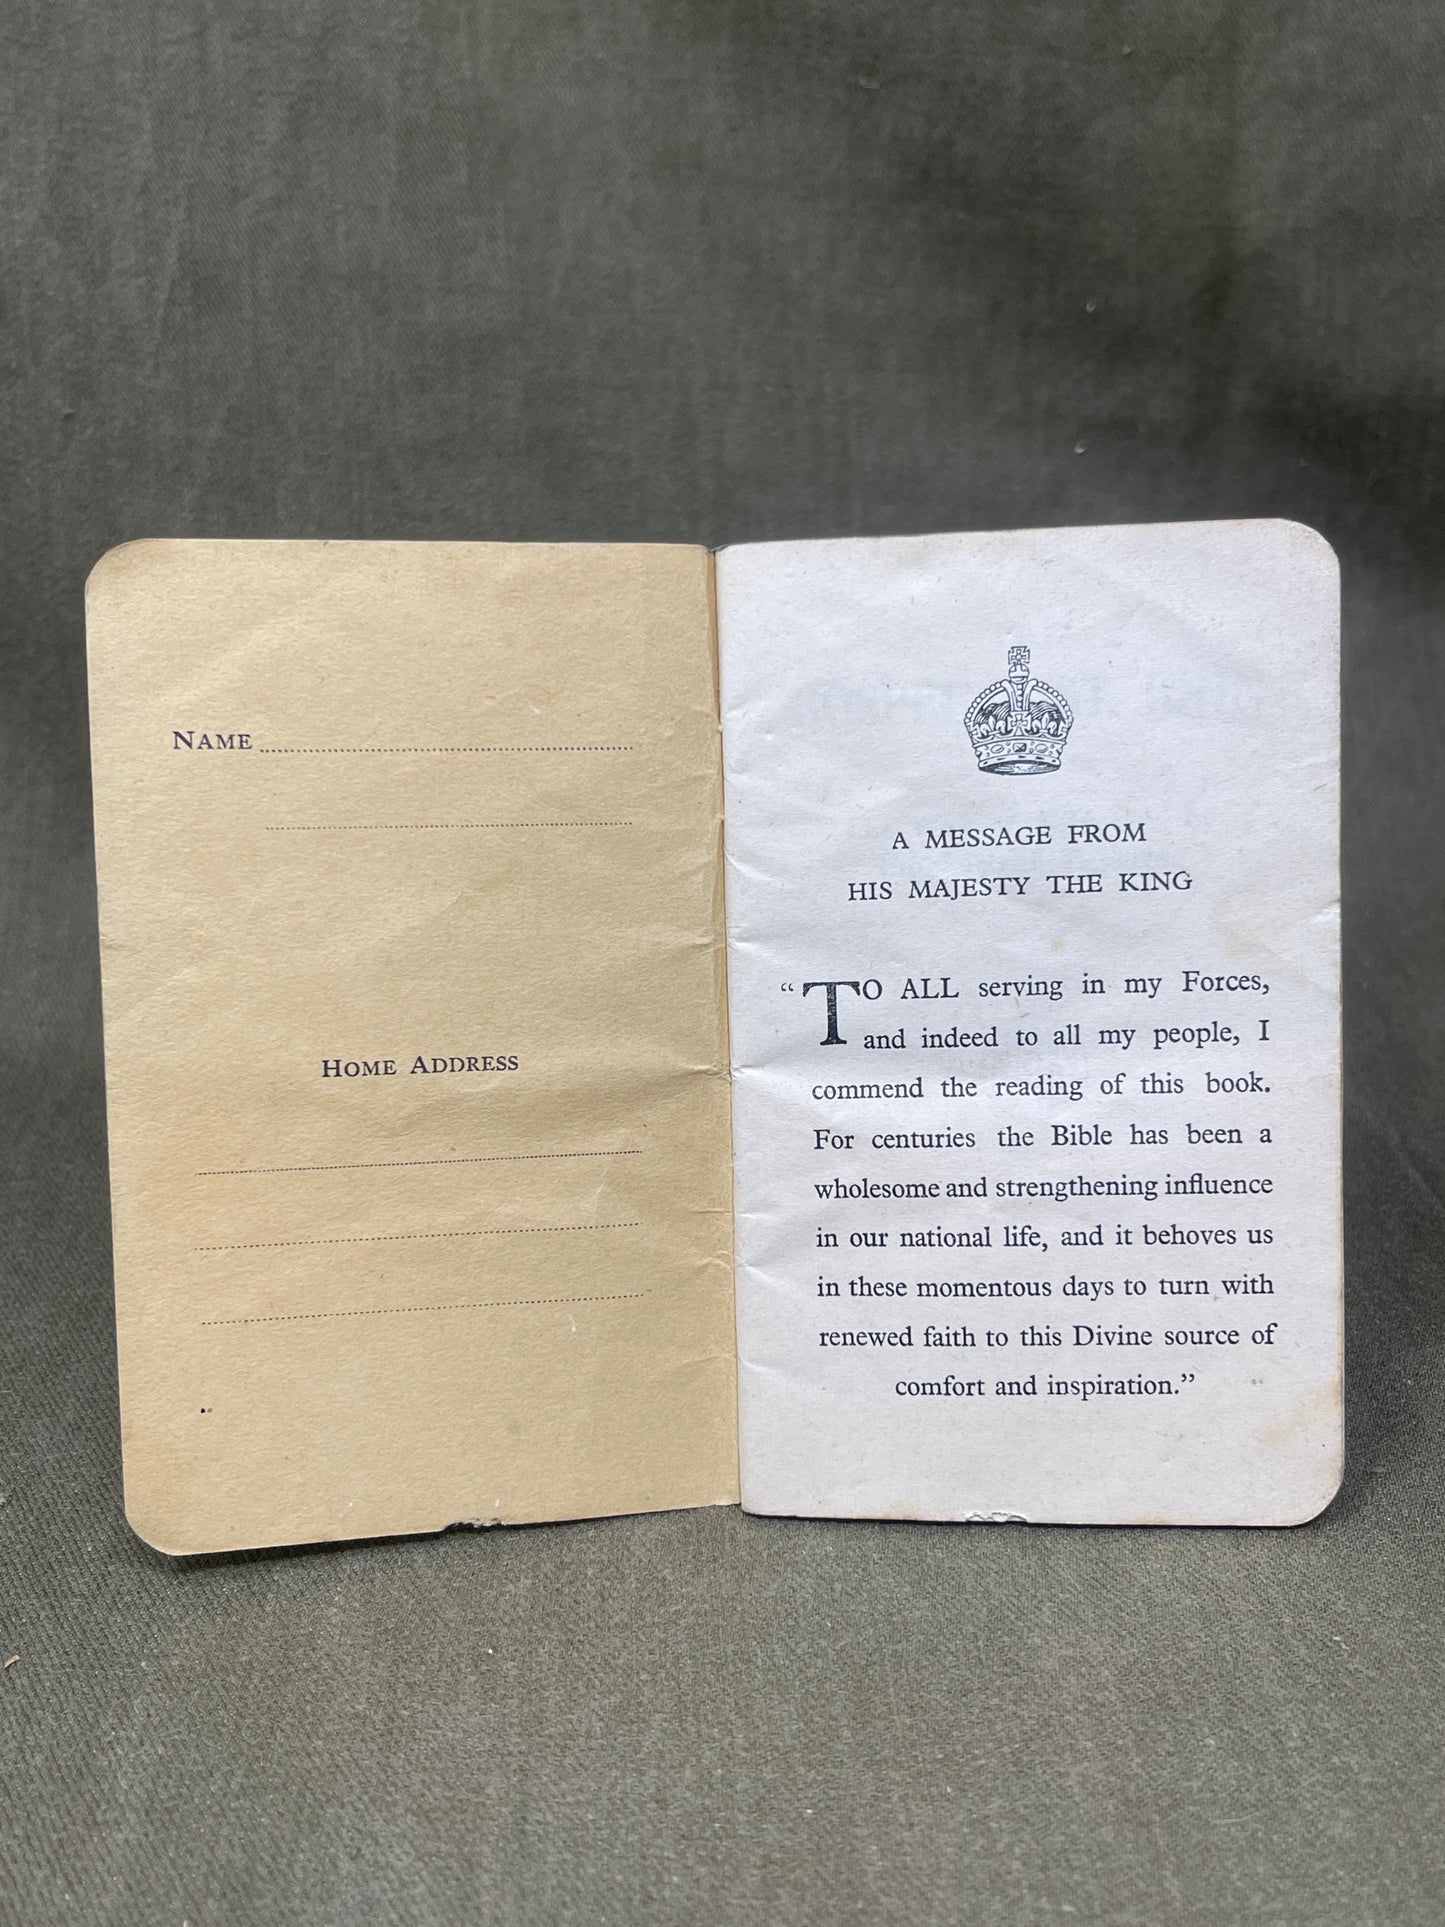 NAME
HOME ADDRESS
A MESSAGE FROM
HIS MAJESTY THE KING
“TO ALL serving in my Forces,
and indeed to all my people, I
commend the reading of this book.
For centuries the Bible has been a
wholesome and strengthening influence
in our national life, and it behoves us
in these momentous days to turn with
renewed faith to this Divine source of
comfort and inspiration.”